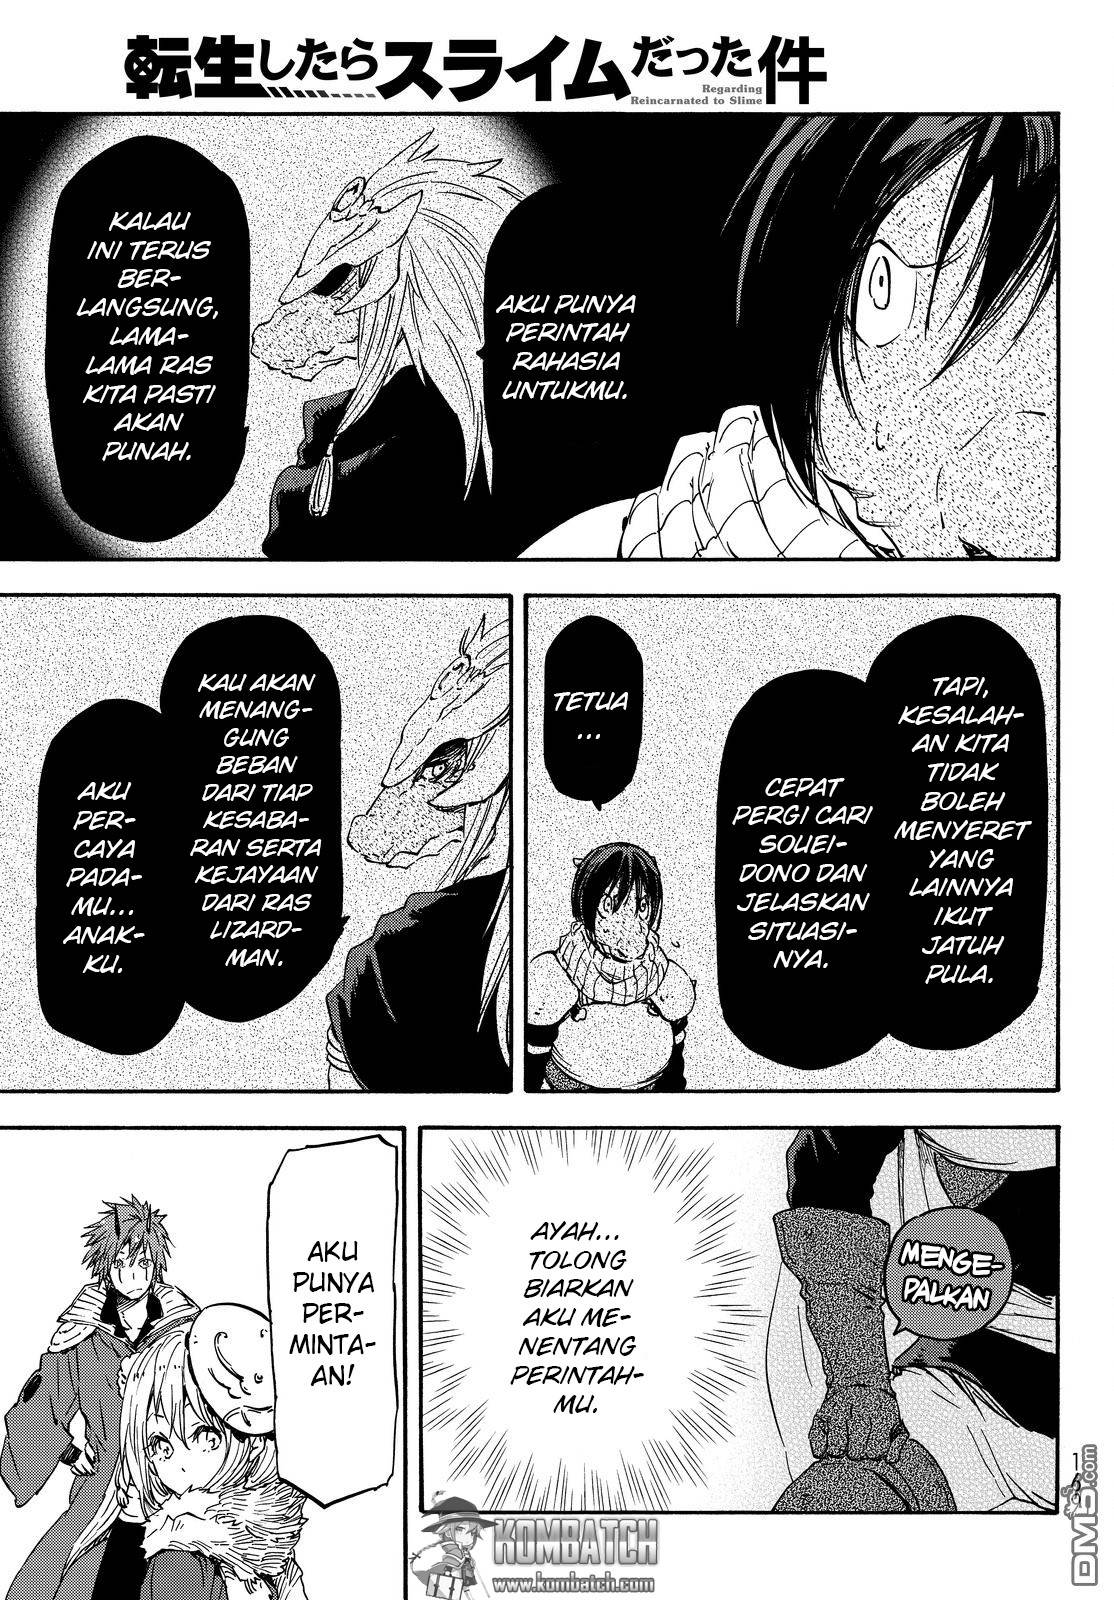 転生したらスライムだった件
Regarding
Reincarnated to Slime
AKU PUNYA
PERINTAH
RAHASIA
UNTUKMU.
KALAU
INI TERUS
BER-
LANGSUNG,
LAMA-
LAMA RAS
KITA PASTI
AKAN
PUNAH.
TAPI,
KESALAH-
AN KITA
TIDAK
BOLEH
MENYERET
YANG
LAINNYA
IKUT
JATUH
PULA.
CEPAT
PERGI CARI
SOUEI-
DONO DAN
JELASKAN
SITUASI-
NYA.
TETUA
...
KAU AKAN
MENANG-
GUNG
BEBAN
DARI TIAP
KESABA-
RAN SERTA
KEJAYAAN
DARI RAS
LIZARD-
MAN.
AKU
PER-
CAYA
PADA-
MU...
ANAK-
KU.
MENGE-
PALKAN
AYAH...
TOLONG
BIARKAN
AKU ME-
NENTANG
PERINTAH-
MU.
AKU
PUNYA
PER-
MINTA-
AN!
KOMBATCH
www.kombatch.com
DM5.com